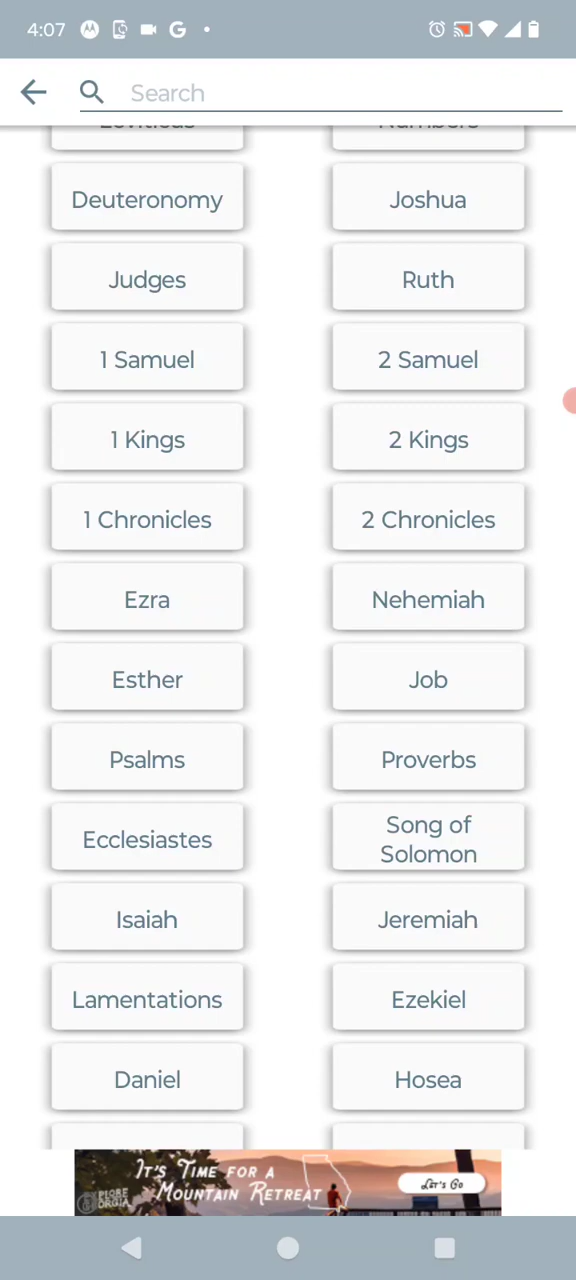 4:07
Search
Leviticus
Numbers
Deuteronomy
Joshua
Judges
Ruth
1 Samuel
2 Samuel
1 Kings
2 Kings
1 Chronicles
2 Chronicles
Ezra
Nehemiah
Esther
Job
Psalms
Proverbs
Ecclesiastes
Song of
Solomon
Isaiah
Jeremiah
Lamentations
Ezekiel
Daniel
Hosea
IT'S TIME FOR A
MOUNTAIN RETREAT
LET'S GO